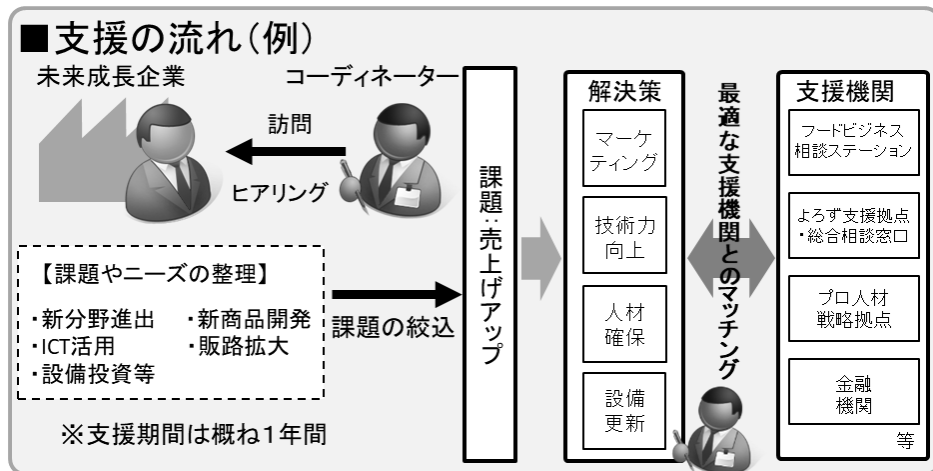 ■支援の流れ(例)
未来成長企業
コーディネーター
訪問
ヒアリング
【課題やニーズの整理】
・新分野進出 ・新商品開発
・ICT活用 ・販路拡大
・設備投資等
課題の絞込
※支援期間は概ね1年間
課題:売上げアップ
解決策
マーケ
ティング
技術力
向上
人材
確保
設備
更新
最適な支援機関とのマッチング
支援機関
フードビジネス
相談ステーション
よろず支援拠点
・総合相談窓口
プロ人材
戦略拠点
金融
機関
等